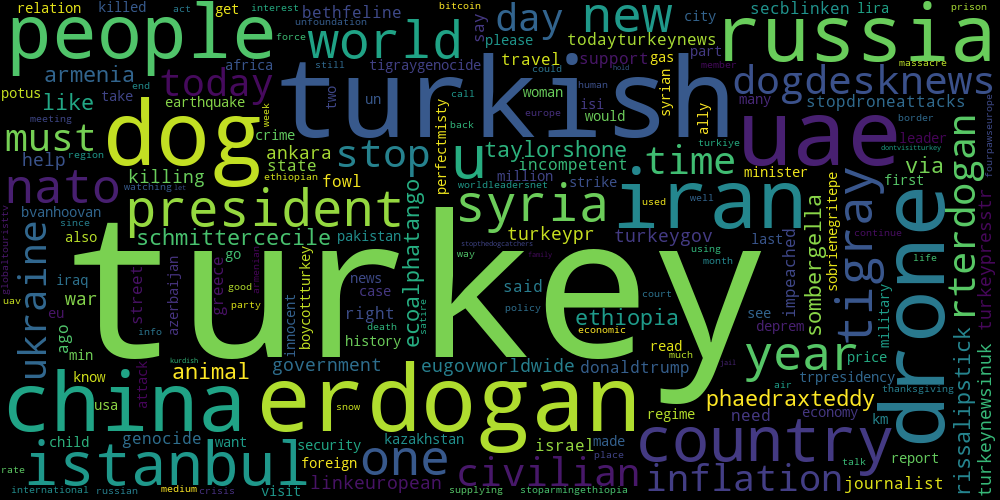 relation killed act get interest bitcoin prison
people world day new russia
bethfeline unfoundation force say secblinken lira city
please todayturkeynews
potus end africa tigraygenocide travel support gas part
armenia today turkish dogdesknews
take still two un could human hold call woman many massacre member
like earthquake week isi would syrian ally stopdroneattacks
must dog crime back europe turkiye border leader dontvisitturkey
meeting region ankara stop u taylorshone time uae
help killing state perfectmisty incompetent minister via fourpawseurope
nato watching let ethiopian million worldleadersnet strike used well first
fowl president syria iran tigray drone rterdogan
bvanhoovan since
also schmittercecile pakistan turkeypr turkeygov last sombergella sobriengritepe continue
globaltouristtv ukraine go stopthedogcatchers family way using month impeached life turkeypresstr
iraq war azerbaijan greece armenian boycottturkey news case said
uav eu street good party innocent right ecoalphatango policy court see military
ago info history satire death ethiopia economic deprem
min kurdish turkey read much year price
know attack animal government eugovworldwide donaldtrump jail air trpresidency thanksgiving
usa snow regime phaedraxteddy need economy km
china erdogan country rissalipstick turkeynewsinuk
child genocide want security kazakhstan israel made place talk report
istanbul foreign one civilian inflation journalist
rate international russian medium crisis visit linkeuropean supplying stoparmingethiopia